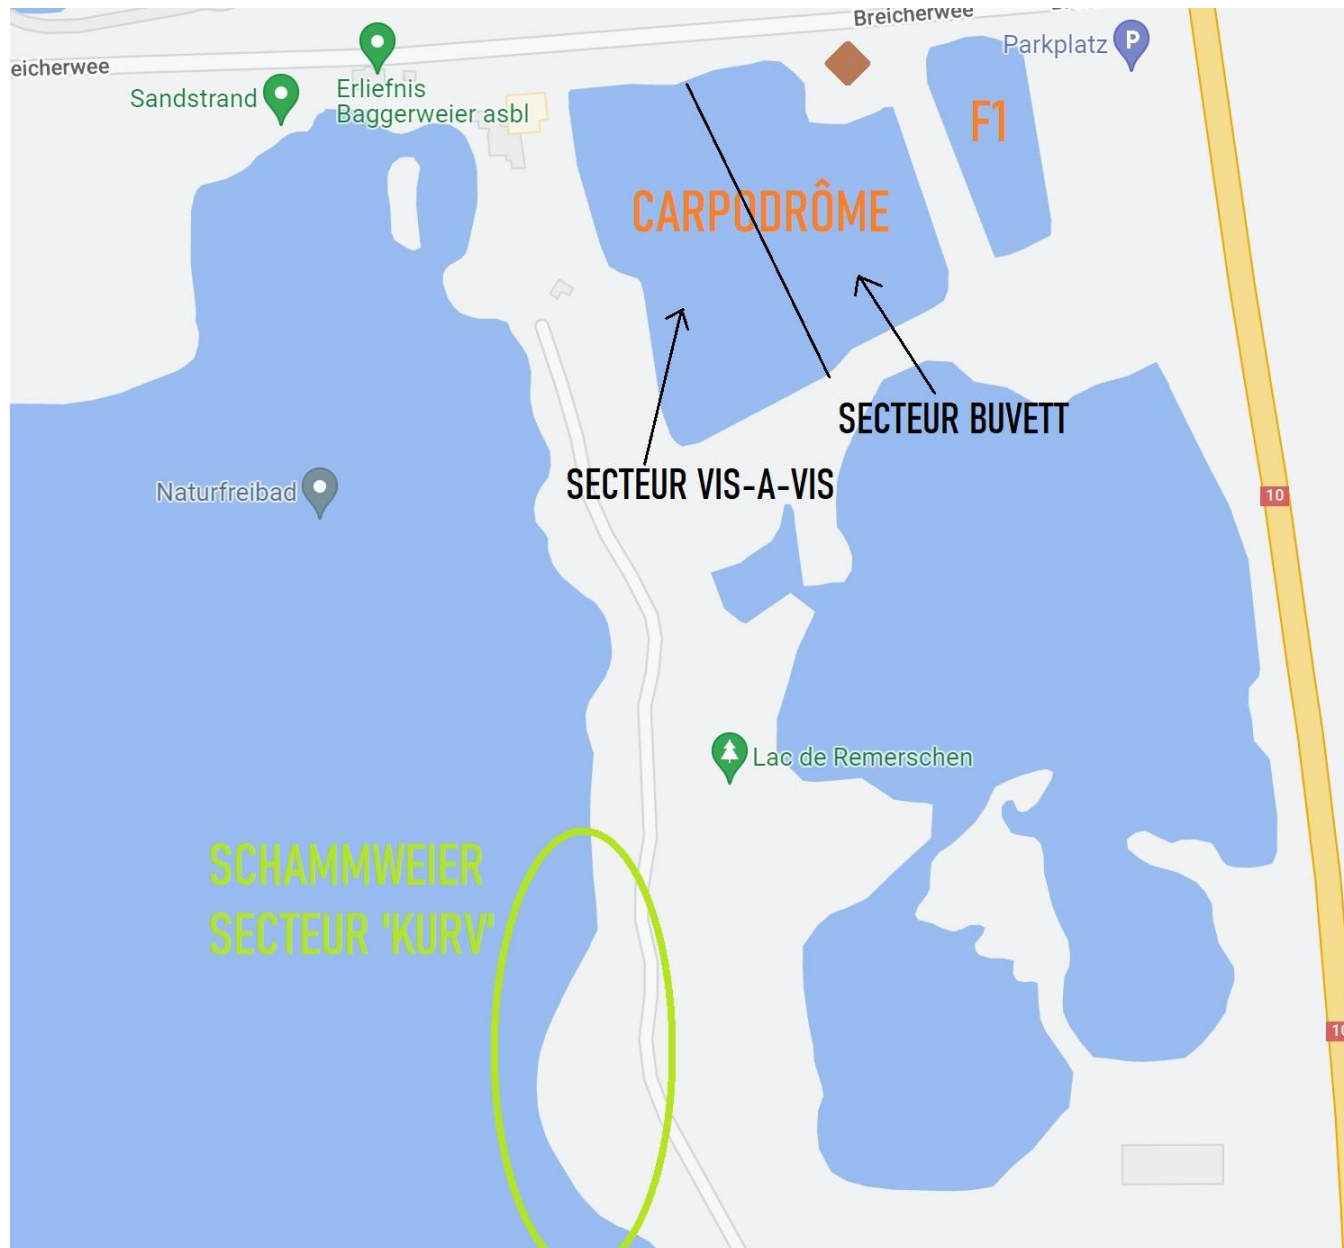 Breicherwee
eicherwee
Parkplatz
P
Sandstrand
Erliefnis
Baggerweier asbl
F1
CARPODRÔME
SECTEUR BUVETT
SECTEUR VIS-A-VIS
Naturfreibad
10
Lac de Remerschen
SCHAMMWEIER
SECTEUR 'KURV'
10